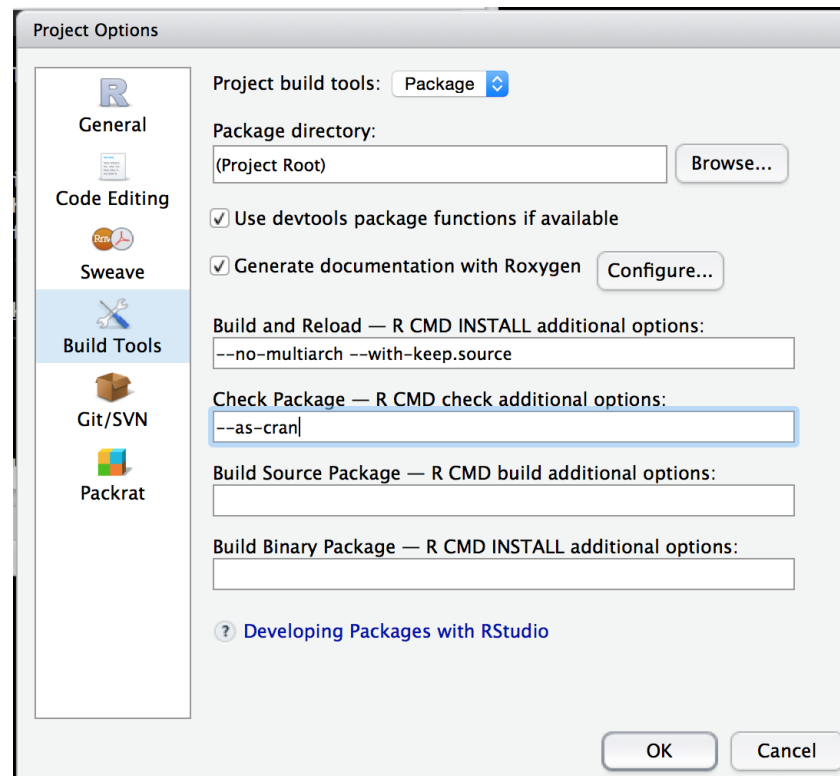 Project Options
General
Code Editing
Sweave
Build Tools
Git/SVN
Packrat
Project build tools: Package
Package directory:
(Project Root)
Browse...
Use devtools package functions if available
Generate documentation with Roxygen
Configure...
Build and Reload — R CMD INSTALL additional options:
--no-multiarch --with-keep.source
Check Package — R CMD check additional options:
--as-cran
Build Source Package — R CMD build additional options:
Build Binary Package — R CMD INSTALL additional options:
? Developing Packages with RStudio
OK
Cancel